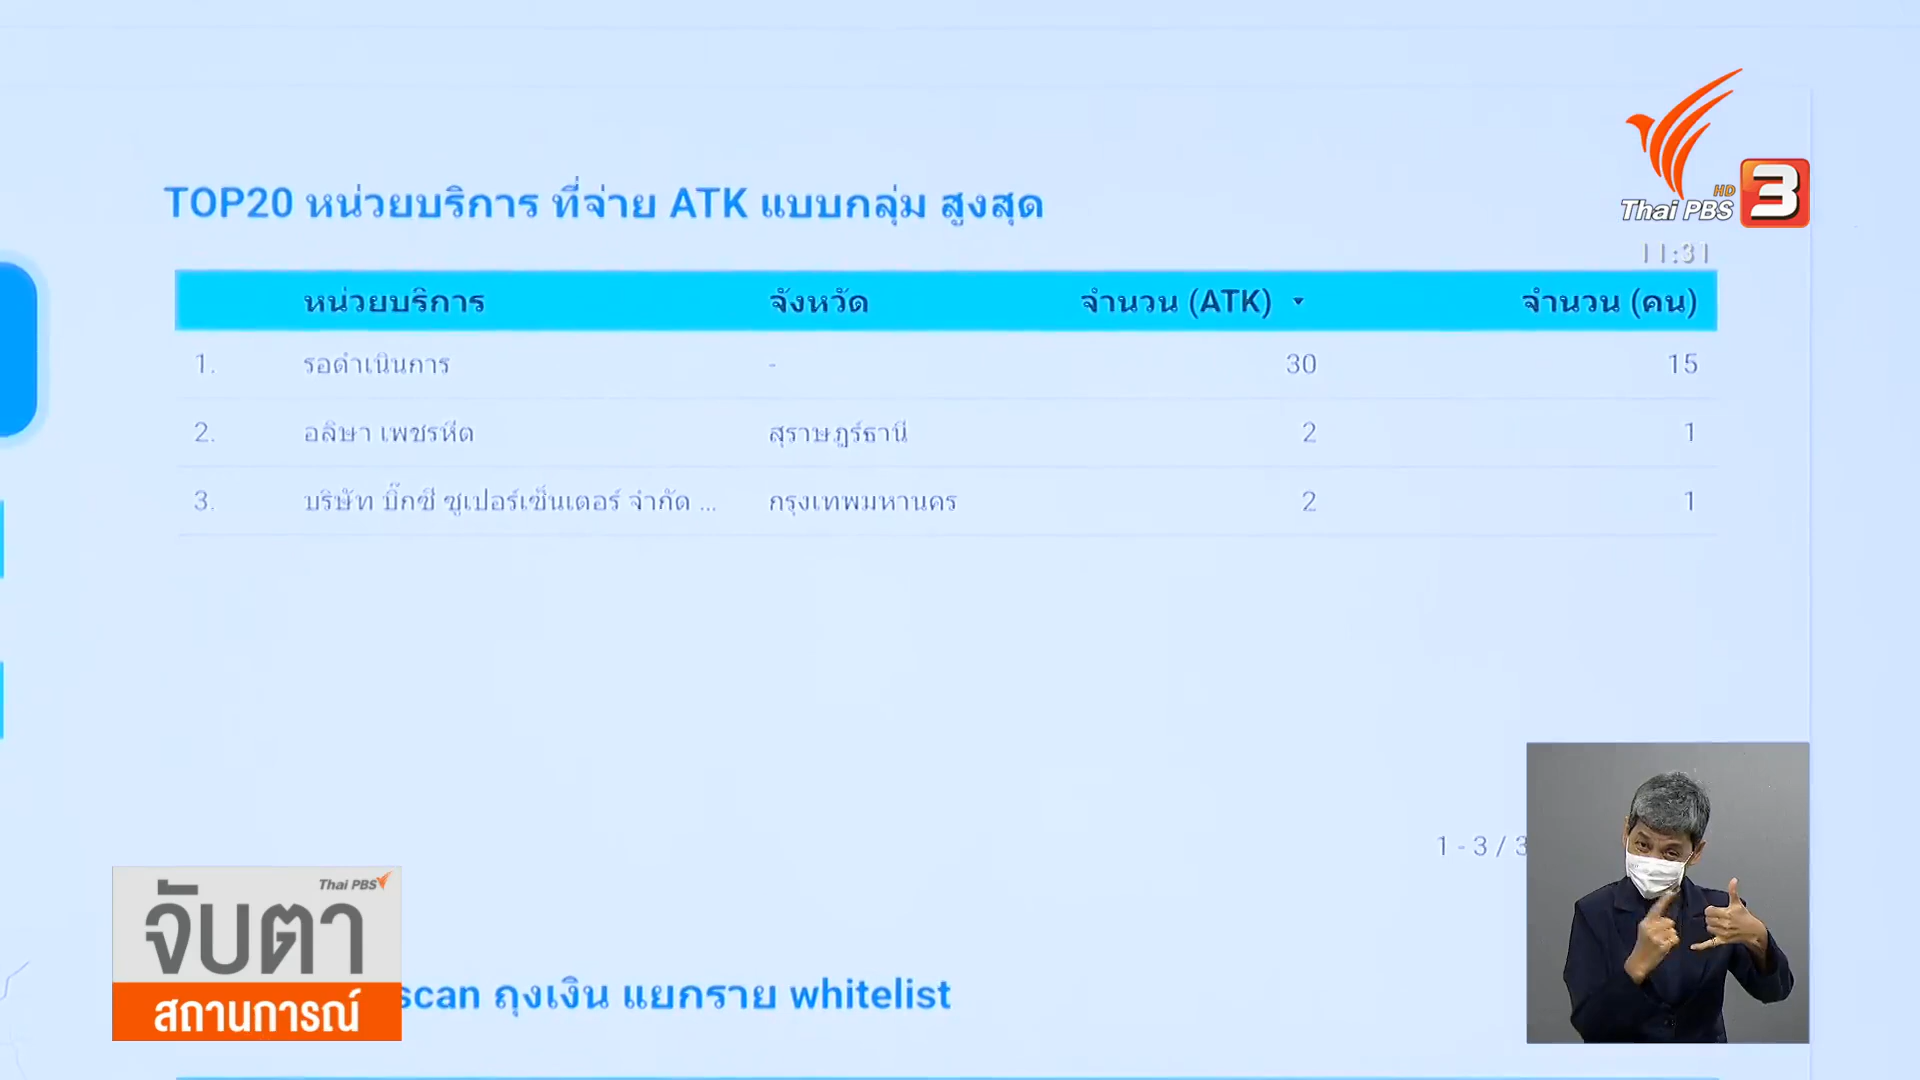 Thai PBS HD 3
TOP20 หน่วยบริการ ที่จ่าย ATK แบบกลุ่ม สูงสุด
11:31
หน่วยบริการ จังหวัด จำนวน (ATK) จำนวน (คน)
1. รอดำเนินการ - 30 15
2. อลิษา เพชรหีต สุราษฎร์ธานี 2 1
3. บริษัท บิ๊กซี ซูเปอร์เซ็นเตอร์ จำกัด ... กรุงเทพมหานคร 2 1
1 - 3 / 3
Thai PBS
จับตา
สถานการณ์
scan ถุงเงิน แยกราย whitelist